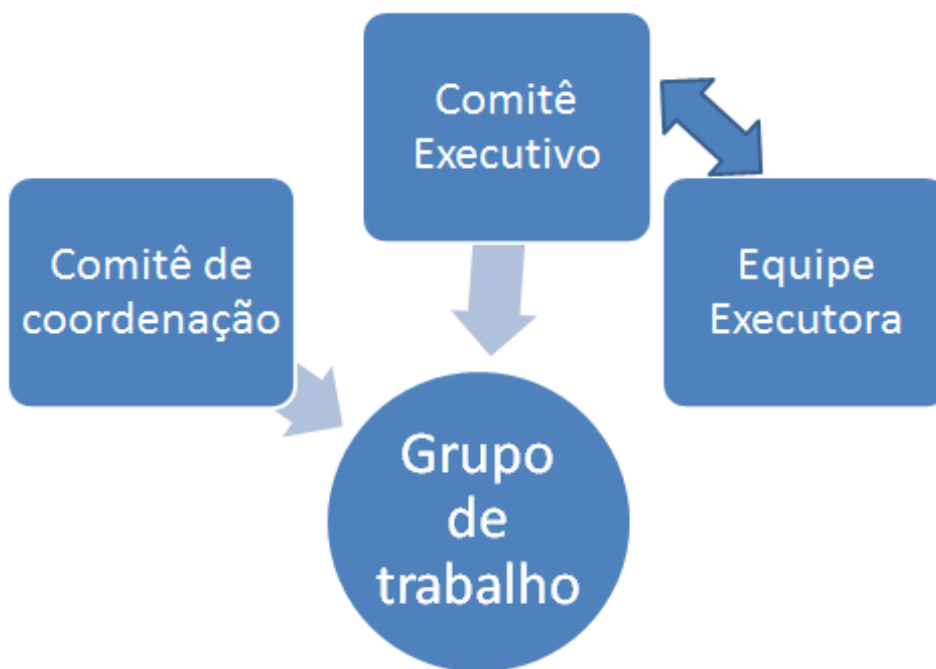 Comitê
Executivo
Comitê de
coordenação
Equipe
Executora
Grupo
de
trabalho